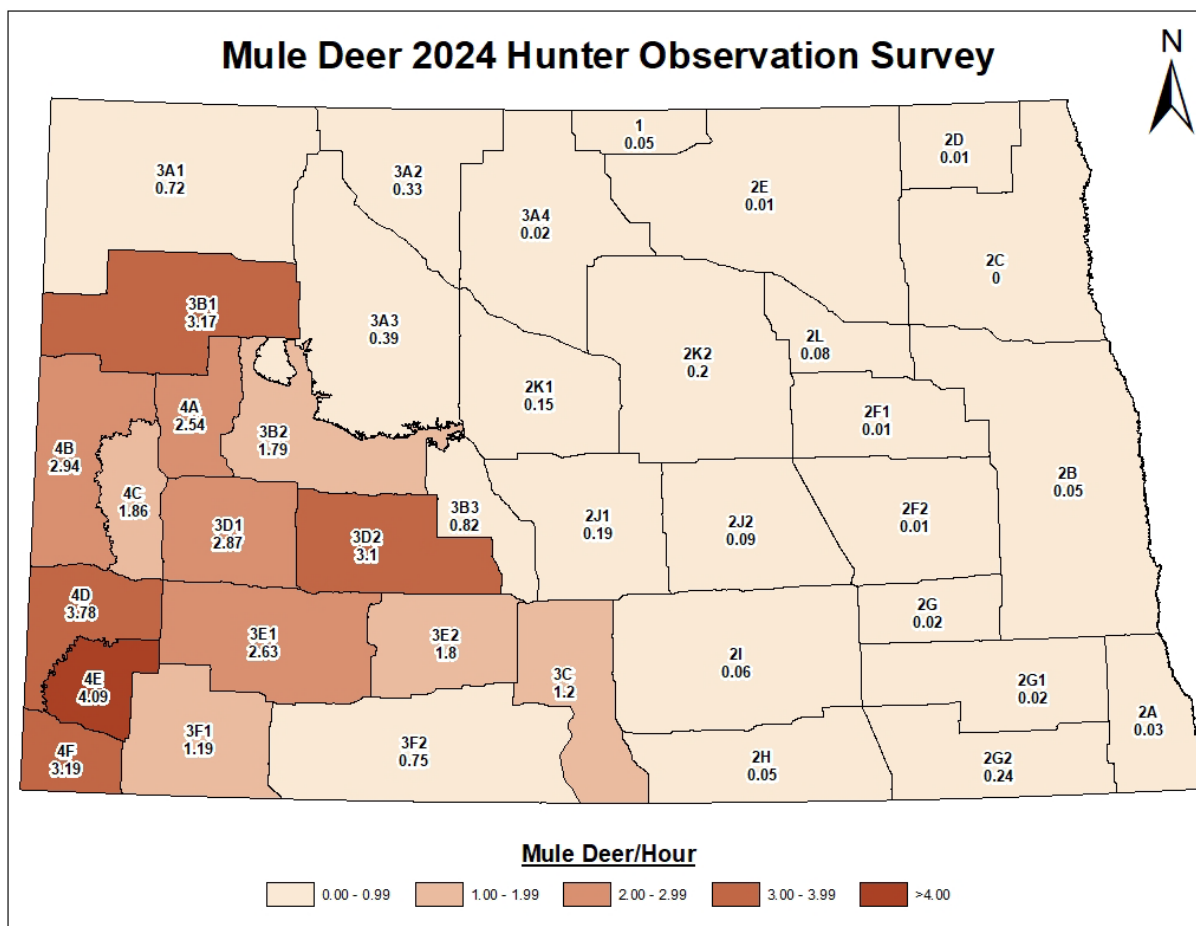 Mule Deer 2024 Hunter Observation Survey
N
1
0.05
2D
0.01
3A1
0.72
3A2
0.33
2E
0.01
3A4
0.02
2C
0
3B1
3.17
3A3
0.39
2L
0.08
2K2
0.2
2K1
0.15
4A
2.54
2F1
0.01
3B2
1.79
4B
2.94
2B
0.05
4C
1.86
3B3
0.82
2J1
0.19
2J2
0.09
2F2
0.01
3D1
2.87
3D2
3.1
4D
3.78
2G
0.02
3E1
2.63
3E2
1.8
2I
0.06
3C
1.2
4E
4.09
2G1
0.02
2A
0.03
3F1
1.19
3F2
0.75
4F
3.19
2H
0.05
2G2
0.24
Mule Deer/Hour
0.00 - 0.99 1.00 - 1.99 2.00 - 2.99 3.00 - 3.99 >4.00